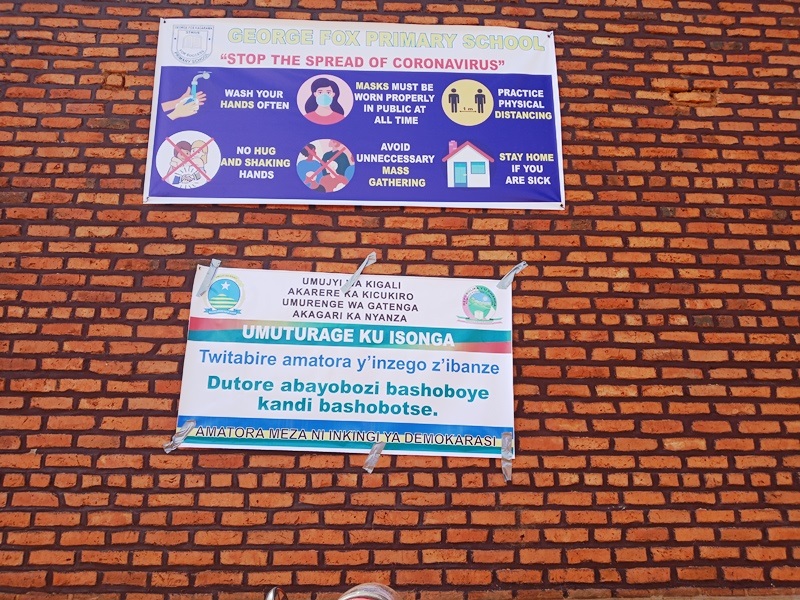 GEORGE FOX PRIMARY SCHOOL
"STOP THE SPREAD OF CORONAVIRUS"
WASH YOUR
HANDS OFTEN
MASKS MUST BE
WORN PROPERLY
IN PUBLIC AT
ALL TIME
PRACTICE
PHYSICAL
DISTANCING
NO HUG
AND SHAKING
HANDS
AVOID
UNNECCESSARY
MASS
GATHERING
STAY HOME
IF YOU
ARE SICK
UMUJYI WA KIGALI
AKARERE KA KICUKIRO
UMURENGE WA GATENGA
AKAGARI KA NYANZA
UMUTURAGE KU ISONGA
Twitabire amatora y'inzego z'ibanze
Dutore abayobozi bashoboye
kandi bashobotse.
AMATORA MEZA NI INKINGI YA DEMOKARASI